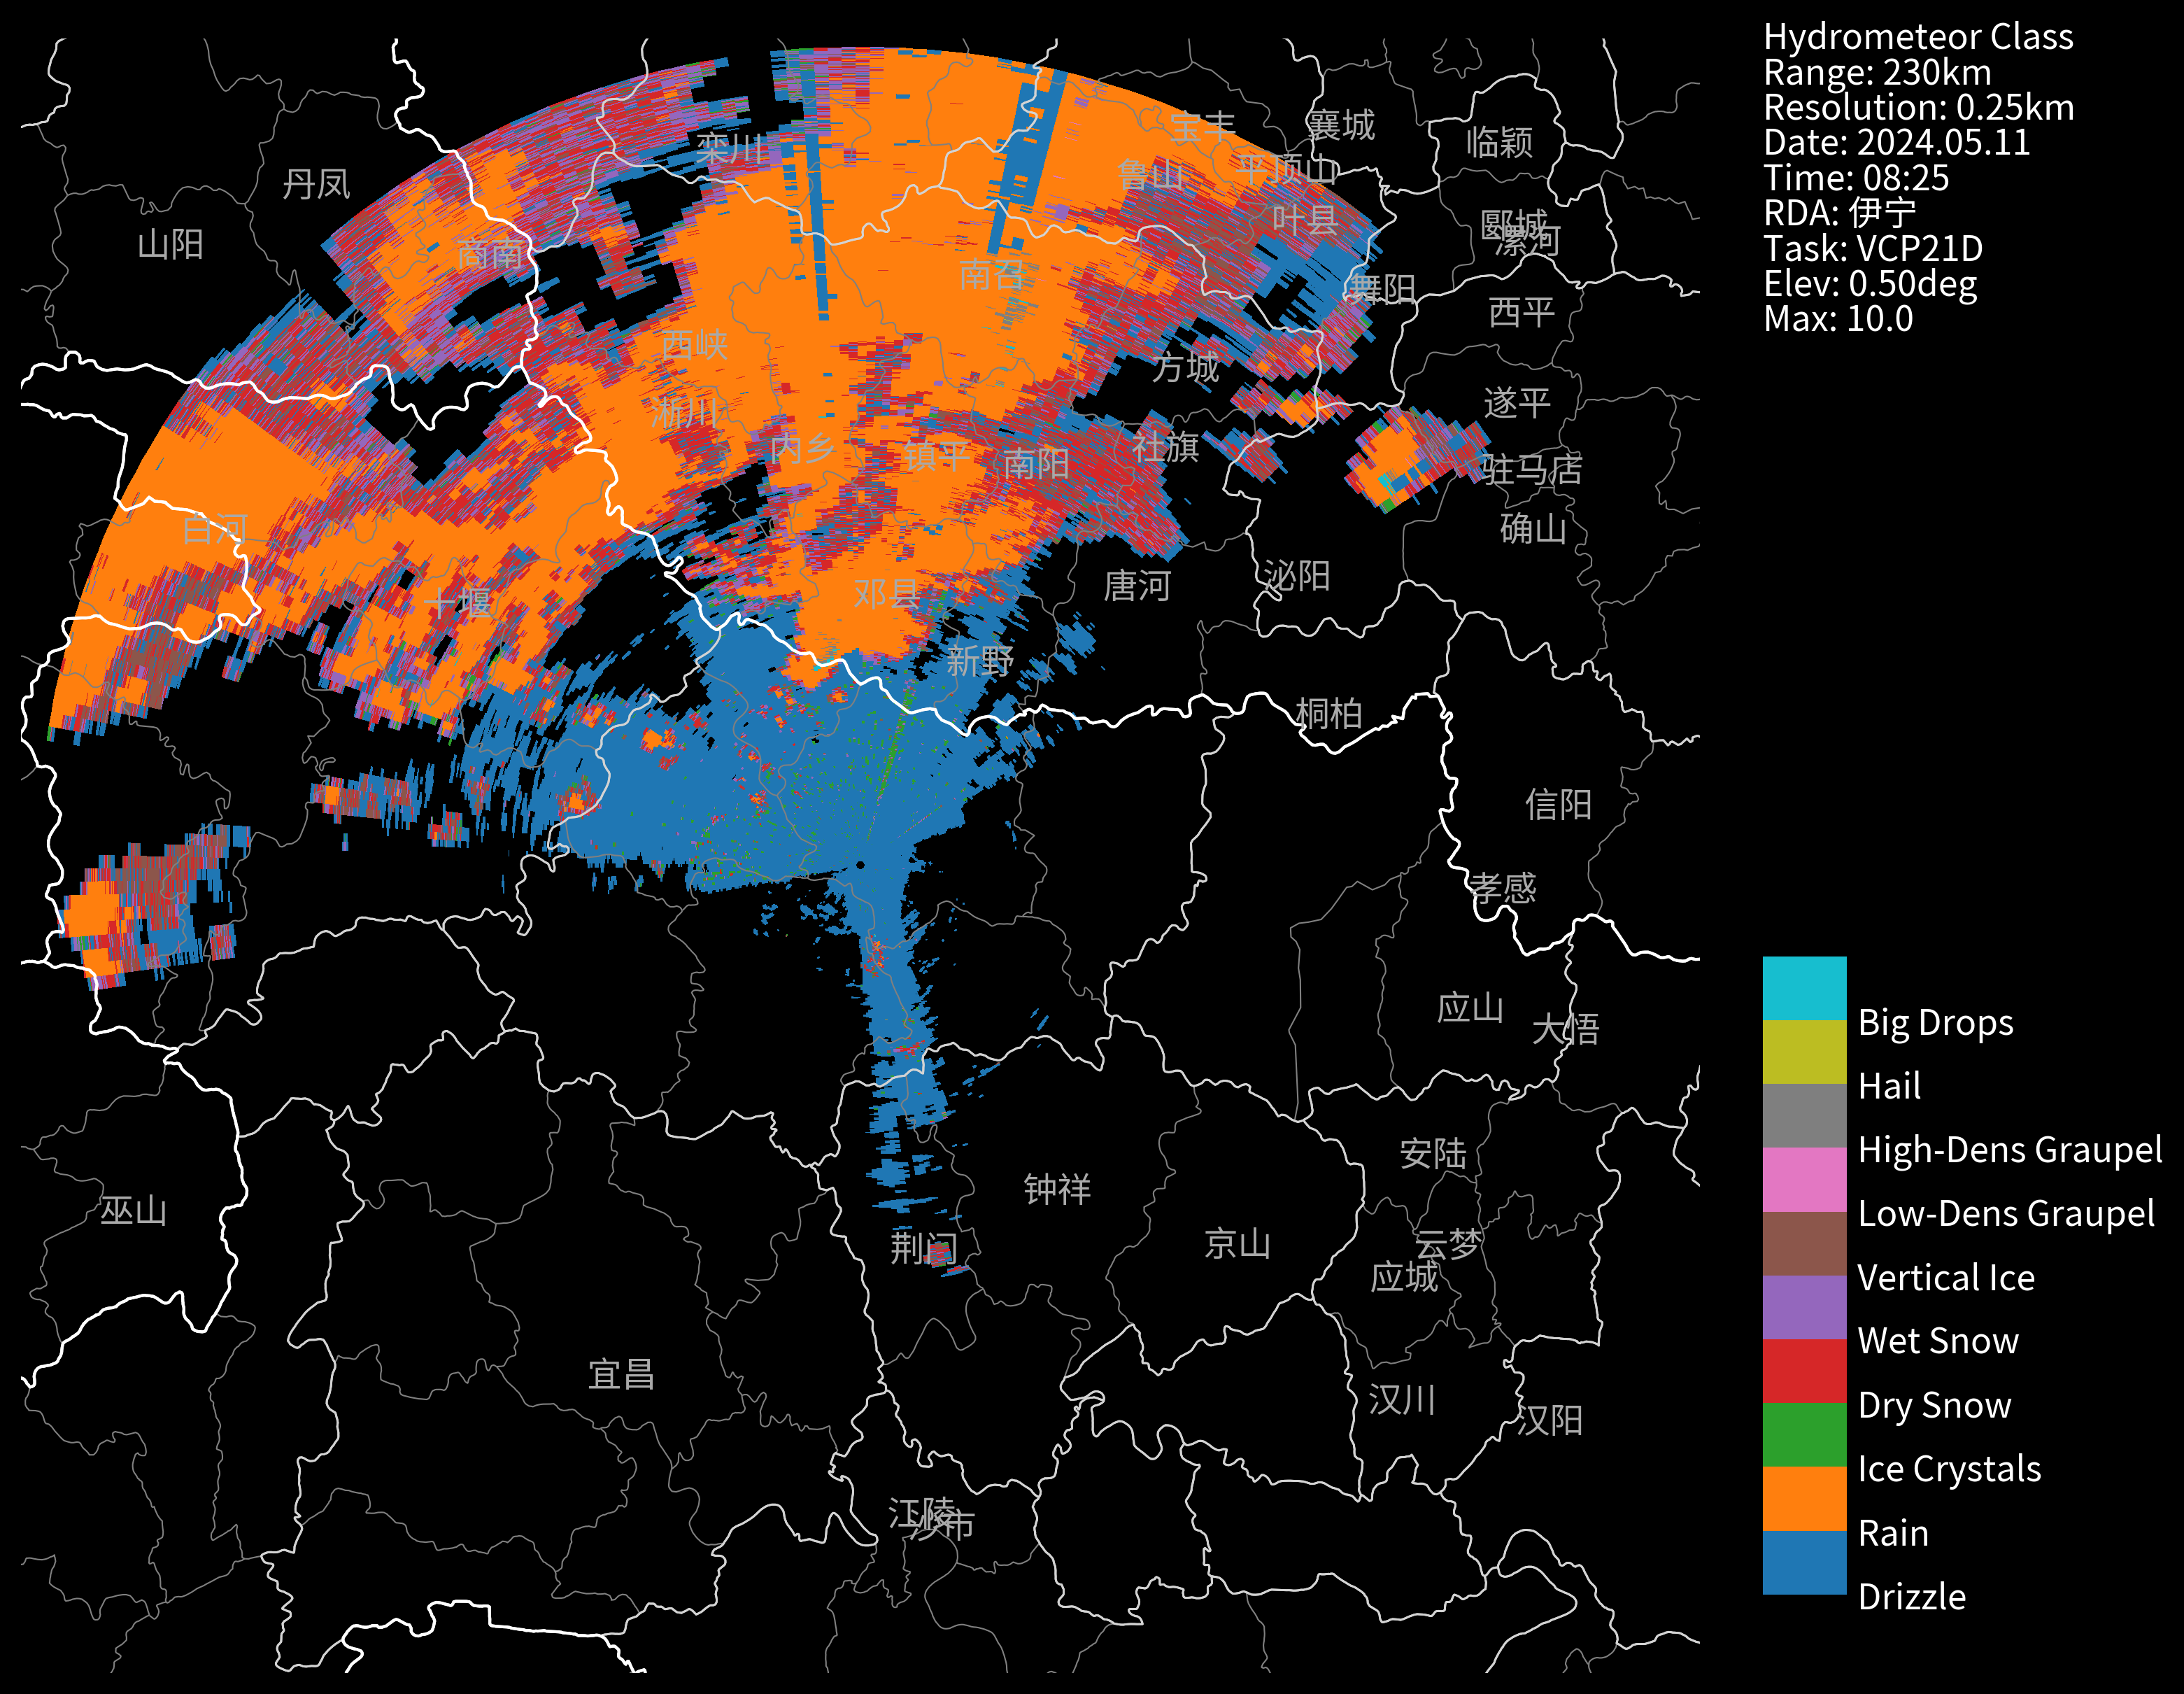 Hydrometeor Class
Range: 230km
Resolution: 0.25km
Date: 2024.05.11
Time: 08:25
RDA: 伊宁
Task: VCP21D
Elev: 0.50deg
Max: 10.0
宝丰
襄城
临颍
栾川
鲁山
平顶山
丹凤
叶县
郾城
漯河
山阳
商南
南召
舞阳
西平
西峡
方城
遂平
淅川
内乡
镇平
南阳
社旗
驻马店
白河
确山
十堰
邓县
唐河
泌阳
新野
桐柏
信阳
孝感
应山
大悟
安陆
巫山
钟祥
荆门
京山
云梦
应城
宜昌
汉川
汉阳
江陵
沙市
Big Drops
Hail
High-Dens Graupel
Low-Dens Graupel
Vertical Ice
Wet Snow
Dry Snow
Ice Crystals
Rain
Drizzle